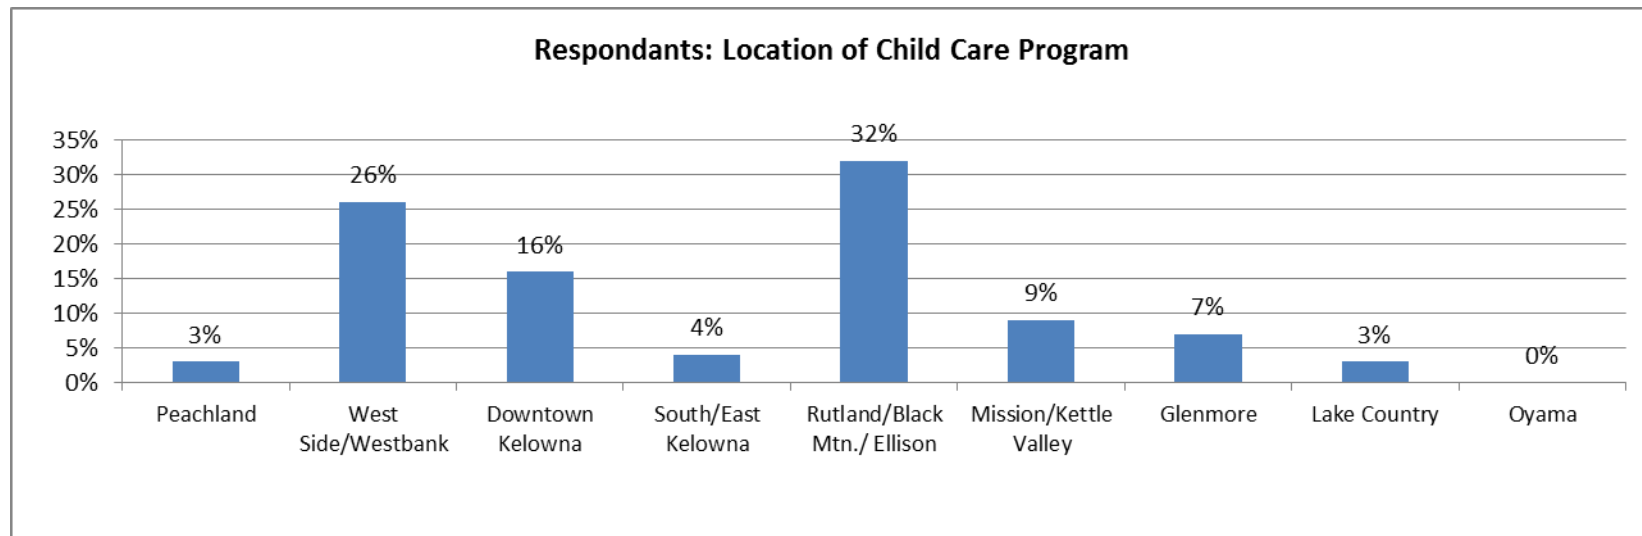 Respondants: Location of Child Care Program
35%
30%
25%
20%
15%
10%
5%
0%
3%
26%
16%
4%
32%
9%
7%
3%
0%
Peachland
West
Side/Westbank
Downtown
Kelowna
South/East
Kelowna
Rutland/Black
Mtn./ Ellison
Mission/Kettle
Valley
Glenmore
Lake Country
Oyama